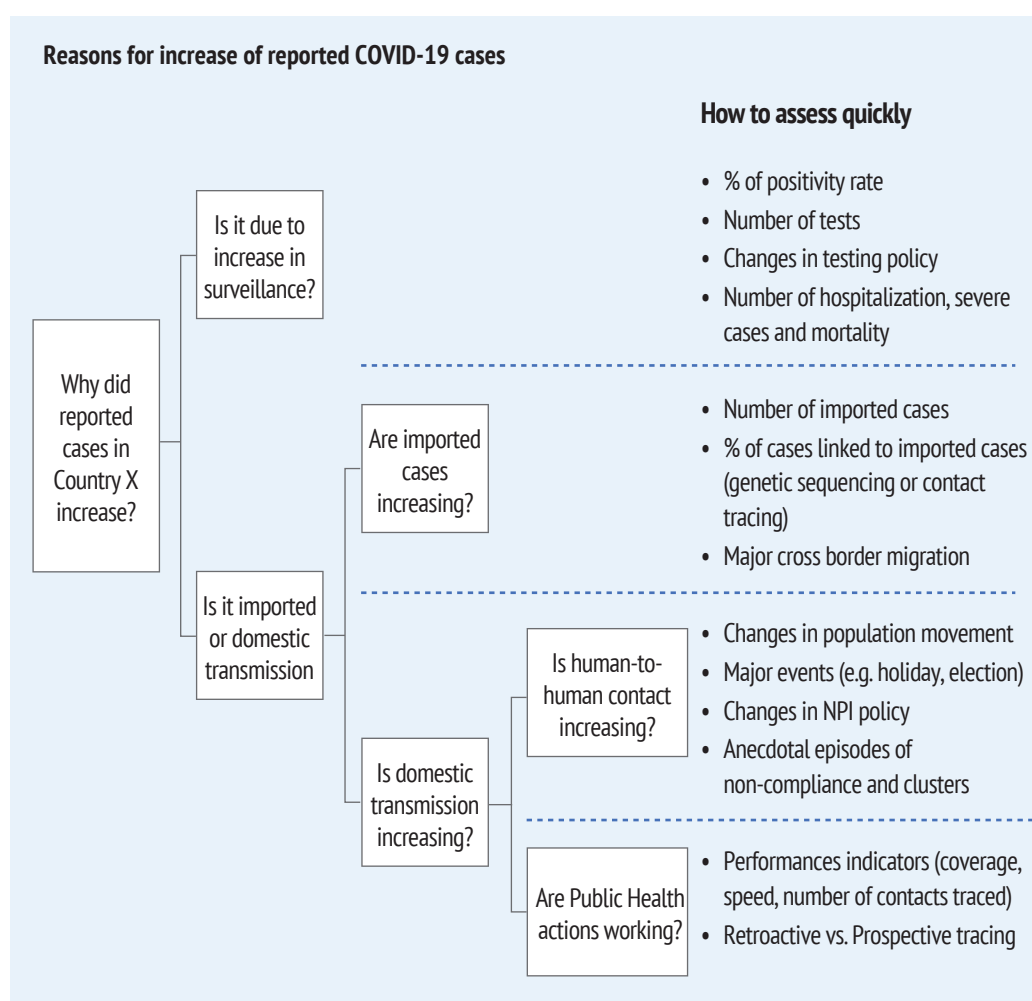 Reasons for increase of reported COVID-19 cases
How to assess quickly
Why did
reported
cases in
Country X
increase?
Is it due to
increase in
surveillance?
• % of positivity rate
• Number of tests
• Changes in testing policy
• Number of hospitalization, severe
cases and mortality
Is it imported
or domestic
transmission
Are imported
cases
increasing?
• Number of imported cases
• % of cases linked to imported cases
(genetic sequencing or contact
tracing)
• Major cross border migration
Is domestic
transmission
increasing?
Is human-to-
human contact
increasing?
• Changes in population movement
• Major events (e.g. holiday, election)
• Changes in NPI policy
• Anecdotal episodes of
non-compliance and clusters
Are Public Health
actions working?
• Performances indicators (coverage,
speed, number of contacts traced)
• Retroactive vs. Prospective tracing